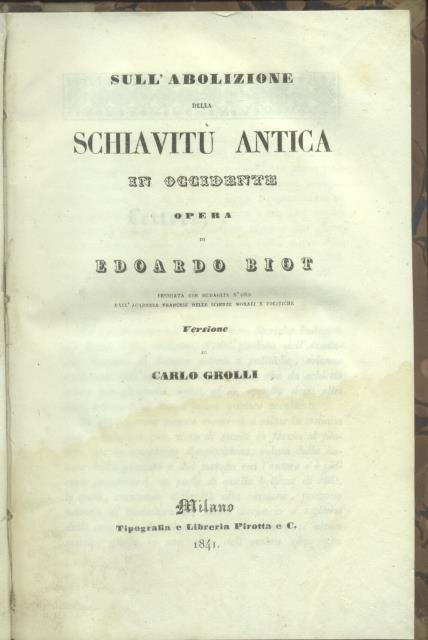 SULL' ABOLIZIONE
DELLA
SCHIAVITÙ ANTICA
IN OCCIDENTE
OPERA
DI
EDOARDO BIOT
PREMIATA CON MEDAGLIA D'ORO
DALL'ACADEMIA FRANCESE DELLE SCIENZE MORALI E POLITICHE
Versione
DI
CARLO GROLLI
Milano
Tipografia e Libreria Pirotta e C.
1841.